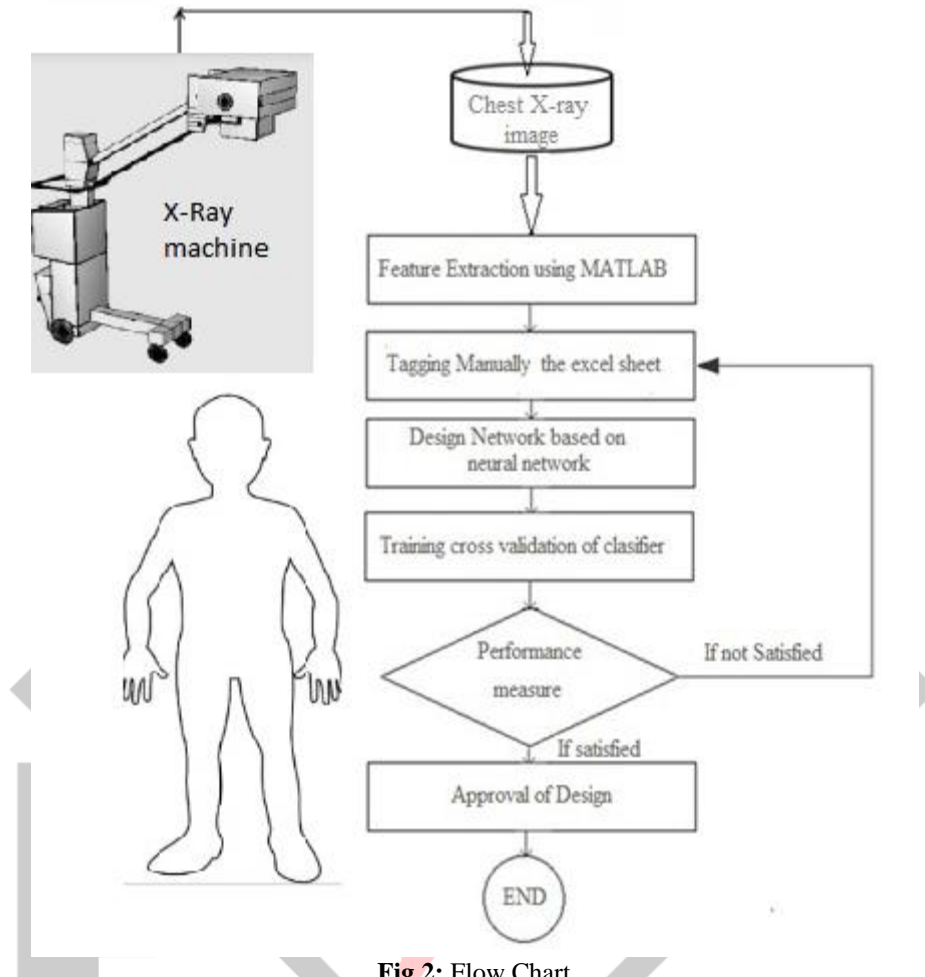 X-Ray
machine
Chest X-ray
image
Feature Extraction using MATLAB
Tagging Manually the excel sheet
Design Network based on
neural network
Training cross validation of clasifier
Performance
measure
If not Satisfied
If satisfied
Approval of Design
END
Fig 2: Flow Chart